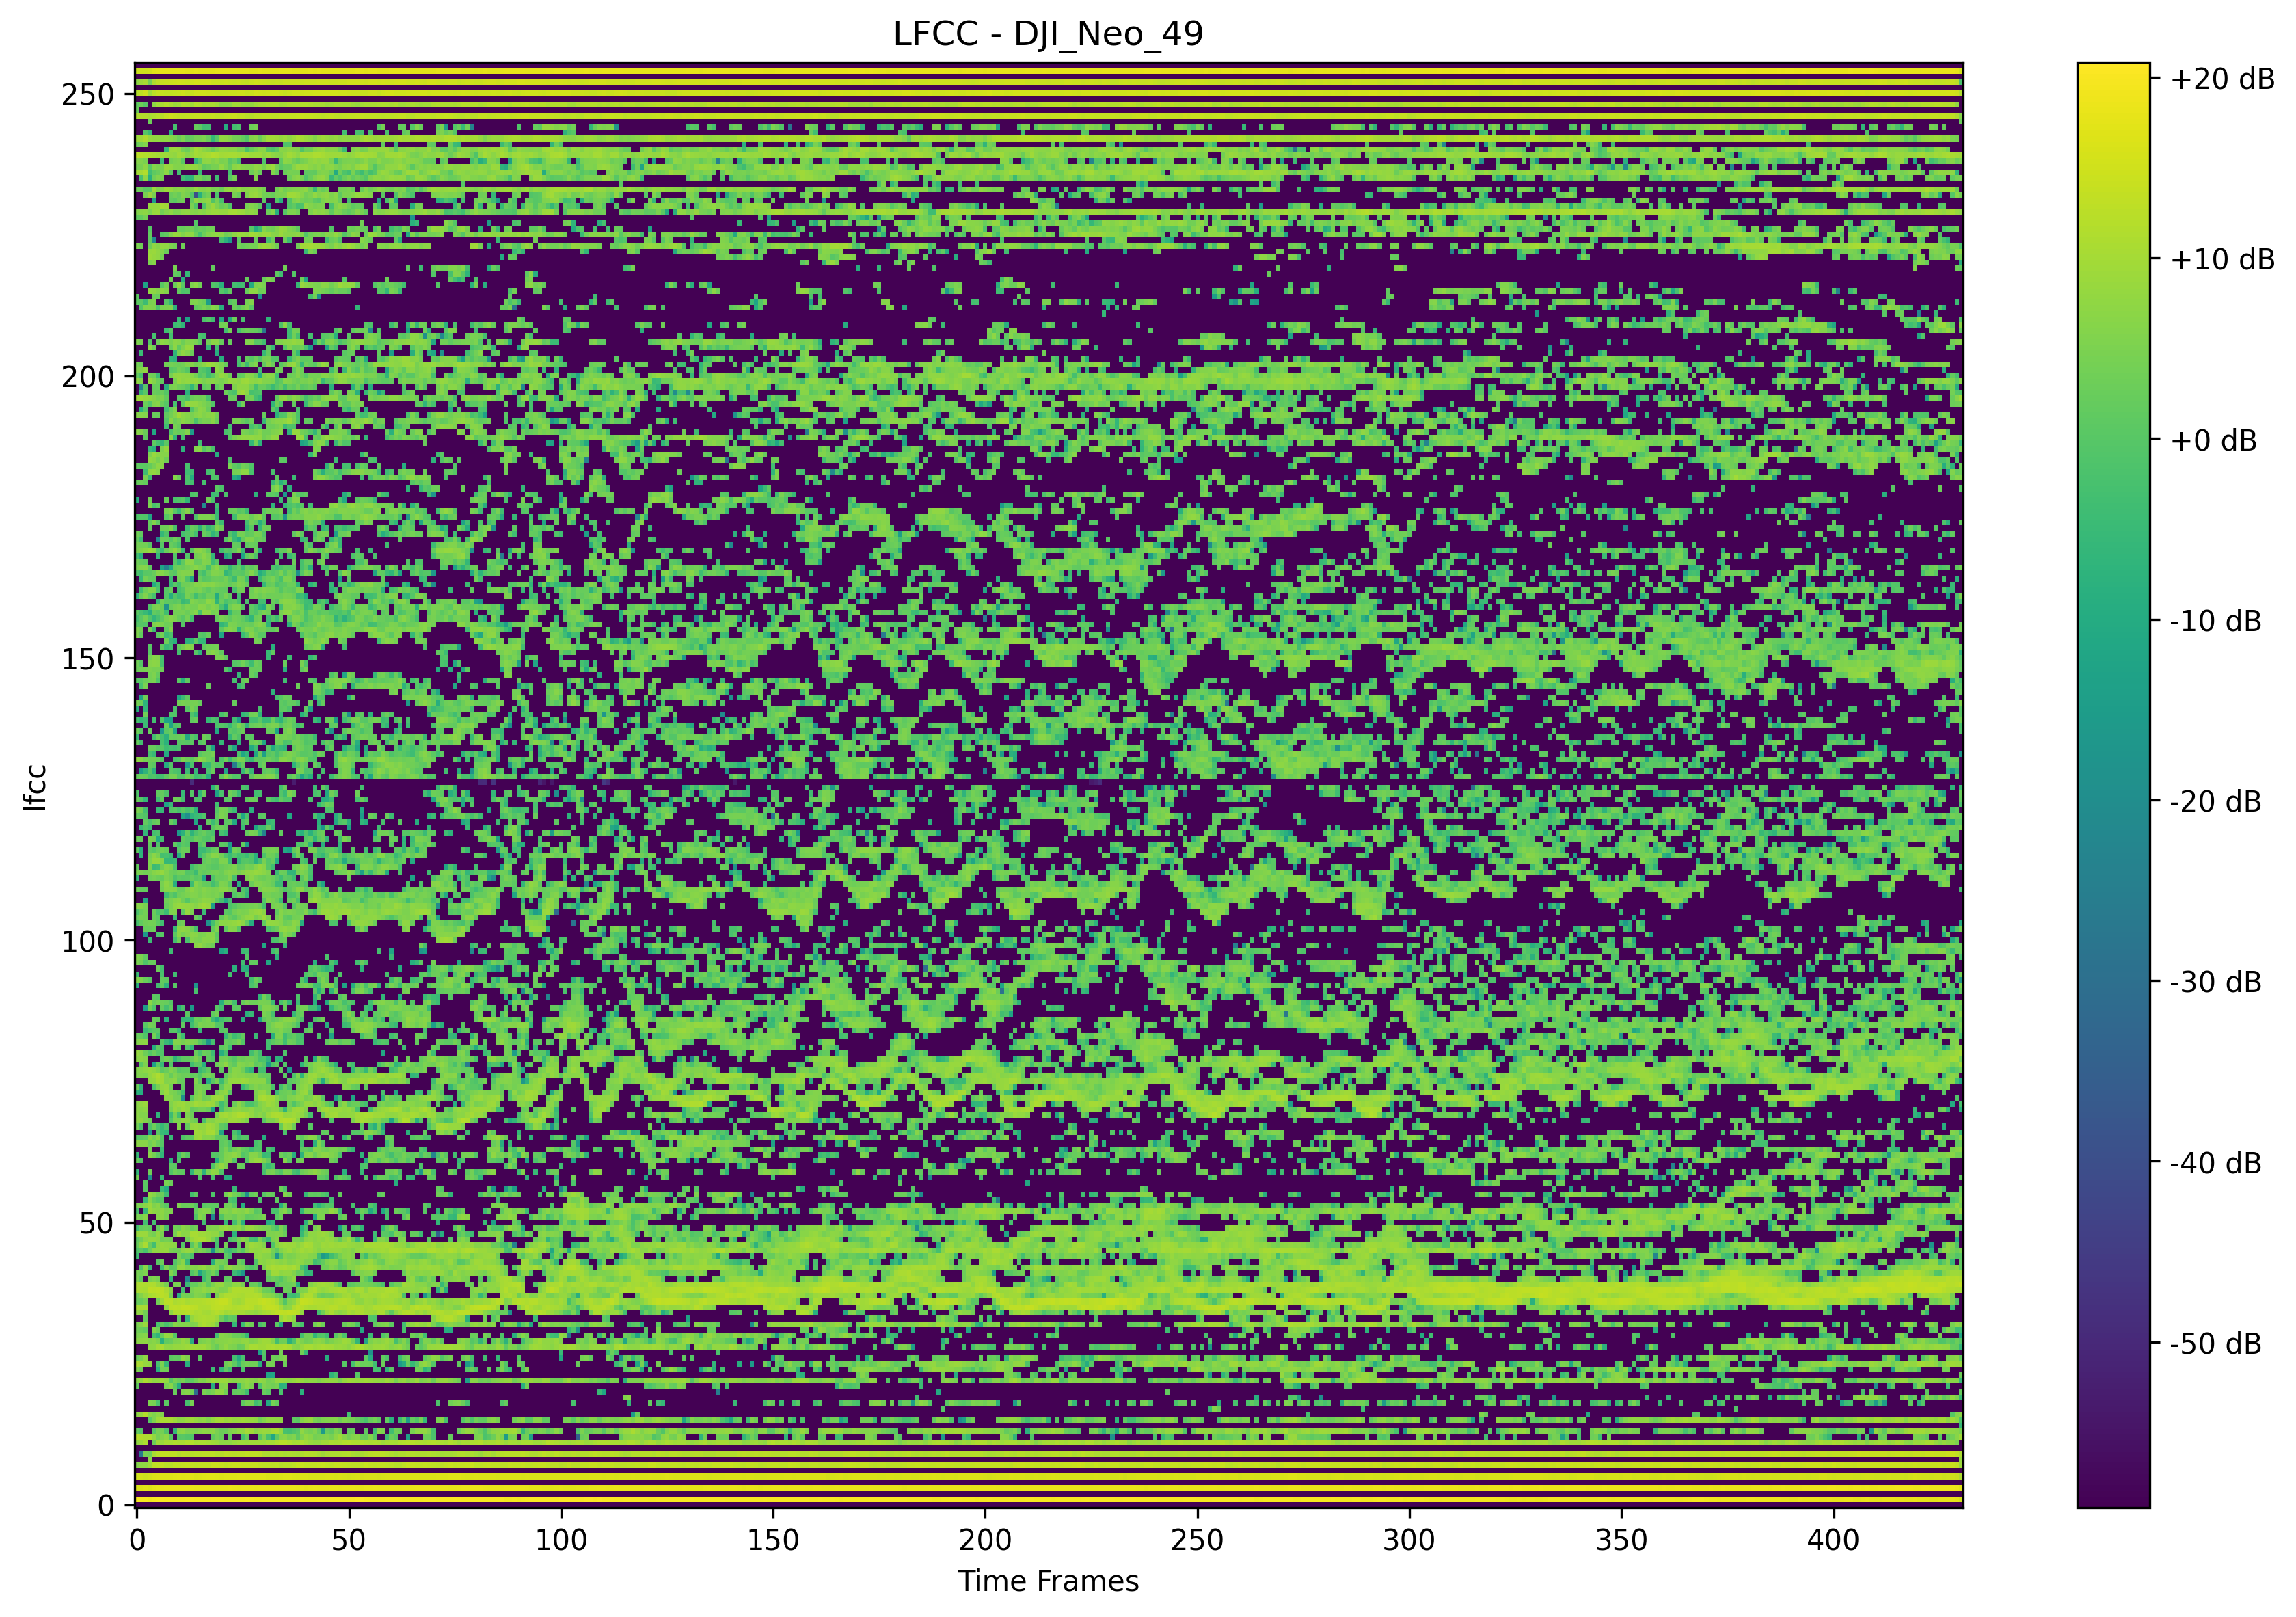 LFCC - DJI_Neo_49
lfcc
250
200
150
100
50
0
0 50 100 150 200 250 300 350 400
Time Frames
+20 dB
+10 dB
+0 dB
-10 dB
-20 dB
-30 dB
-40 dB
-50 dB